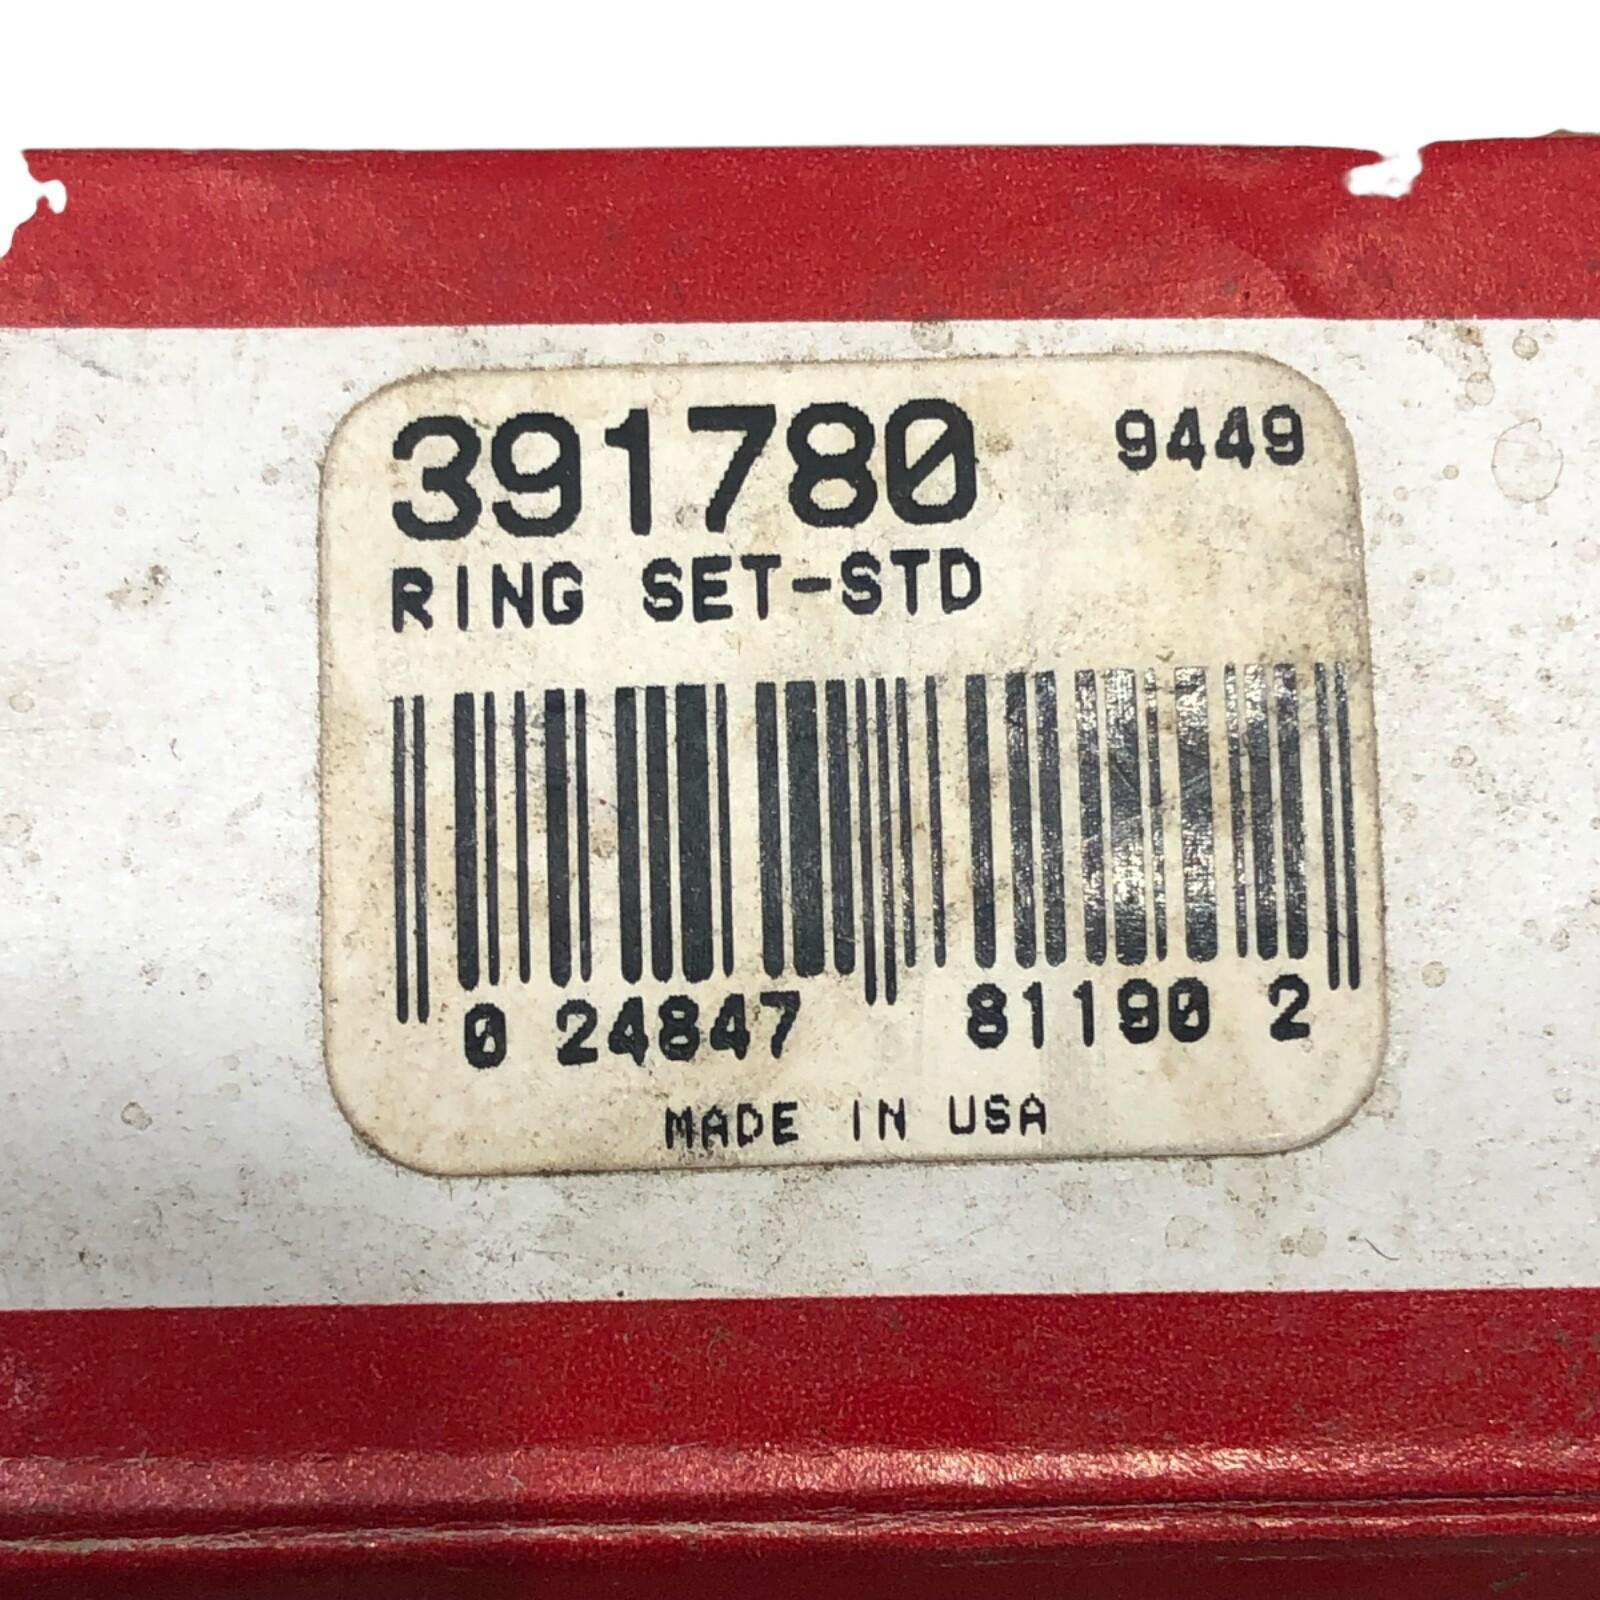 391780 9449
RING SET-STD
0 24847 81190 2
MADE IN USA